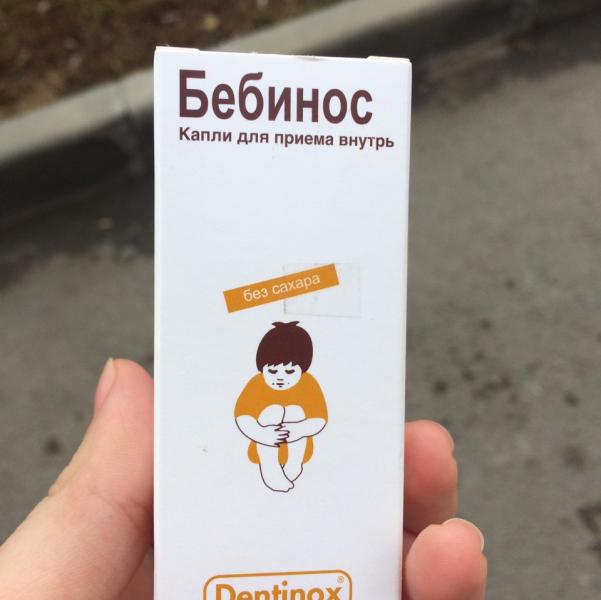 Бебинос
Капли для приема внутрь
без сахара
Dentinox®